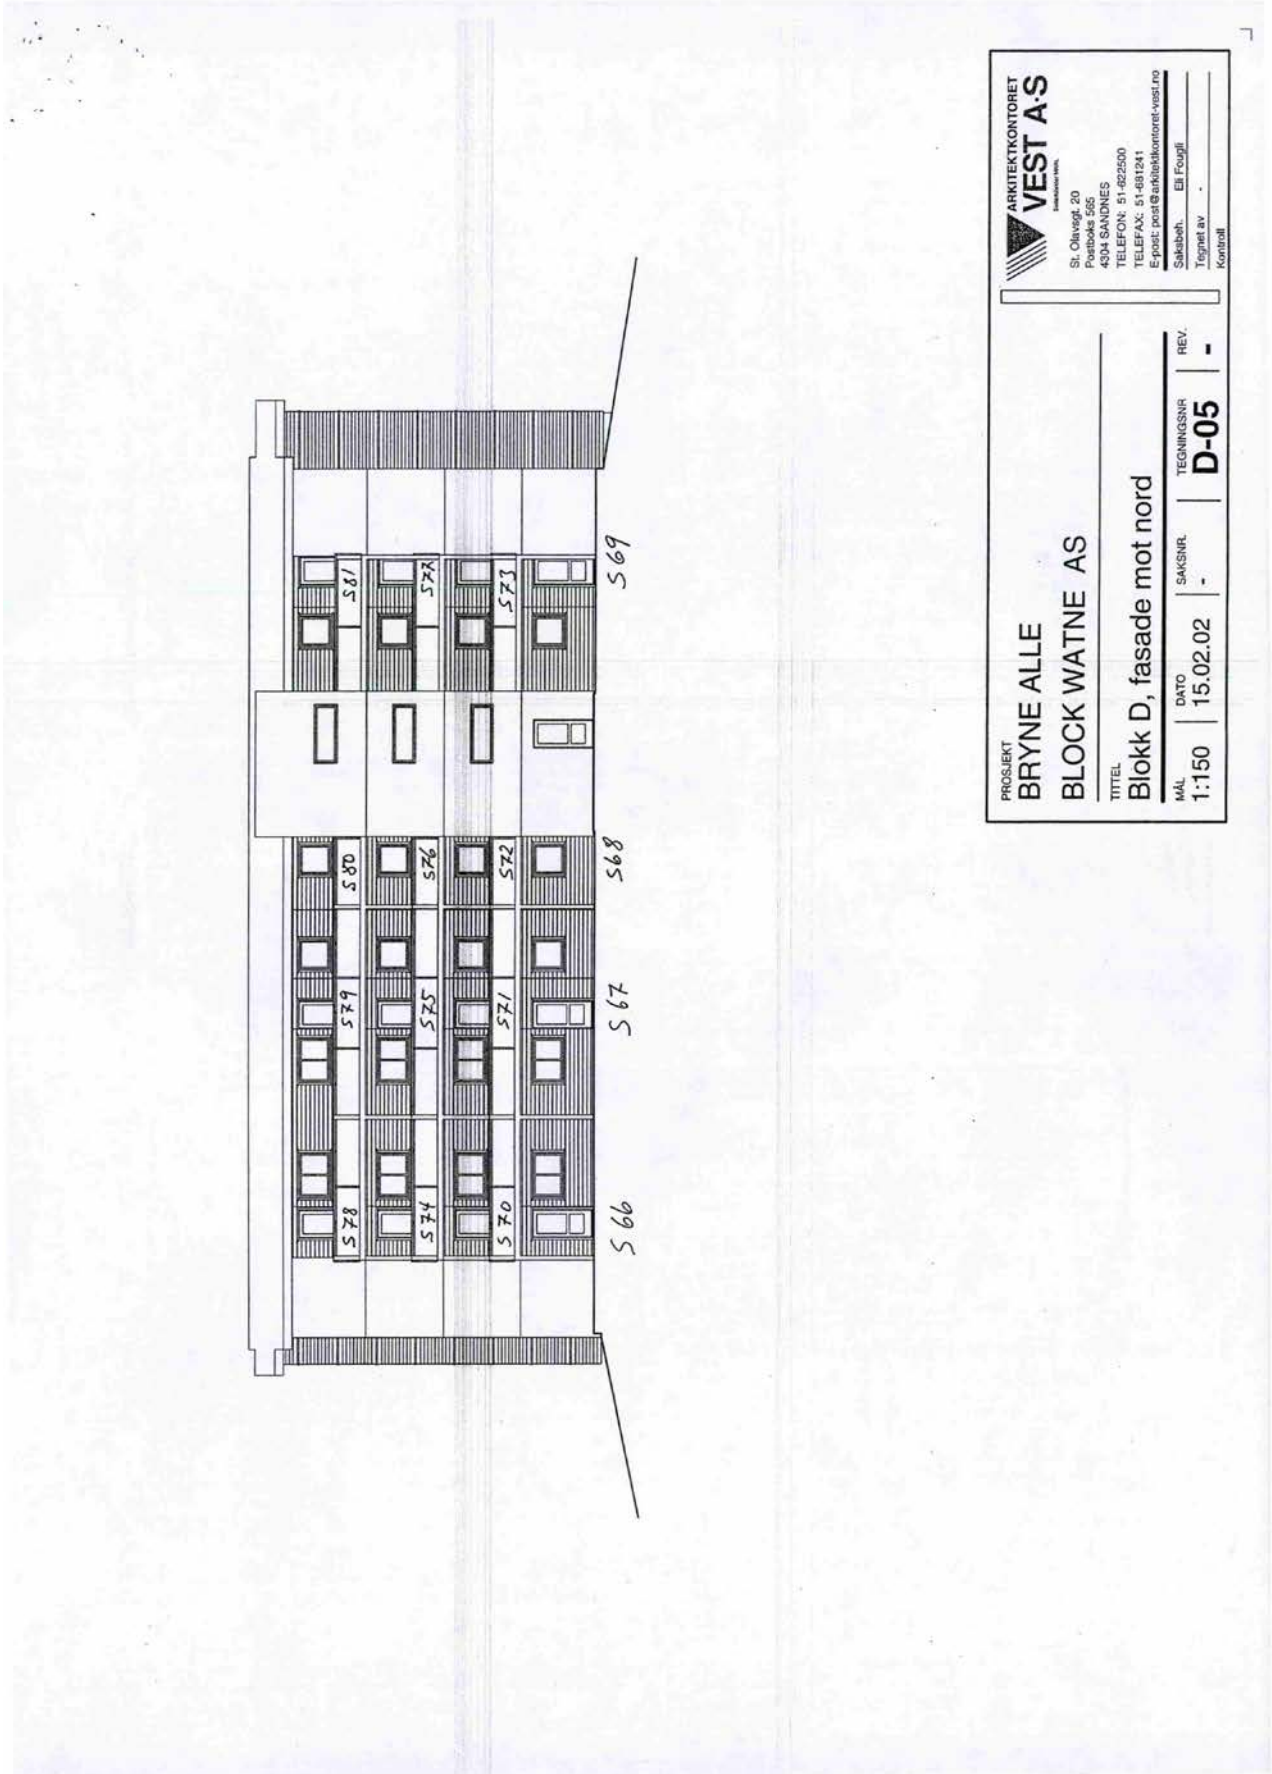 S78
S79
S80
S81
S74
S75
S76
S77
S70
S71
S72
S73
S66
S67
S68
S69
PROSJEKT
BRYNE ALLE
BLOCK WATNE AS
TITTEL
Blokk D, fasade mot nord
MÅL
1:150
DATO
15.02.02
SAKSNR.
-
TEGNINGSNR
D-05
REV.
-
ARKITEKTKONTORET
VEST A·S
St. Olavsgt. 20
Postboks 565
4304 SANDNES
TELEFON: 51-622500
TELEFAX: 51-681241
E-post: post@arkitektkontoret-vest.no
Saksbeh. Eli Fougli
Tegnet av -
Kontroll